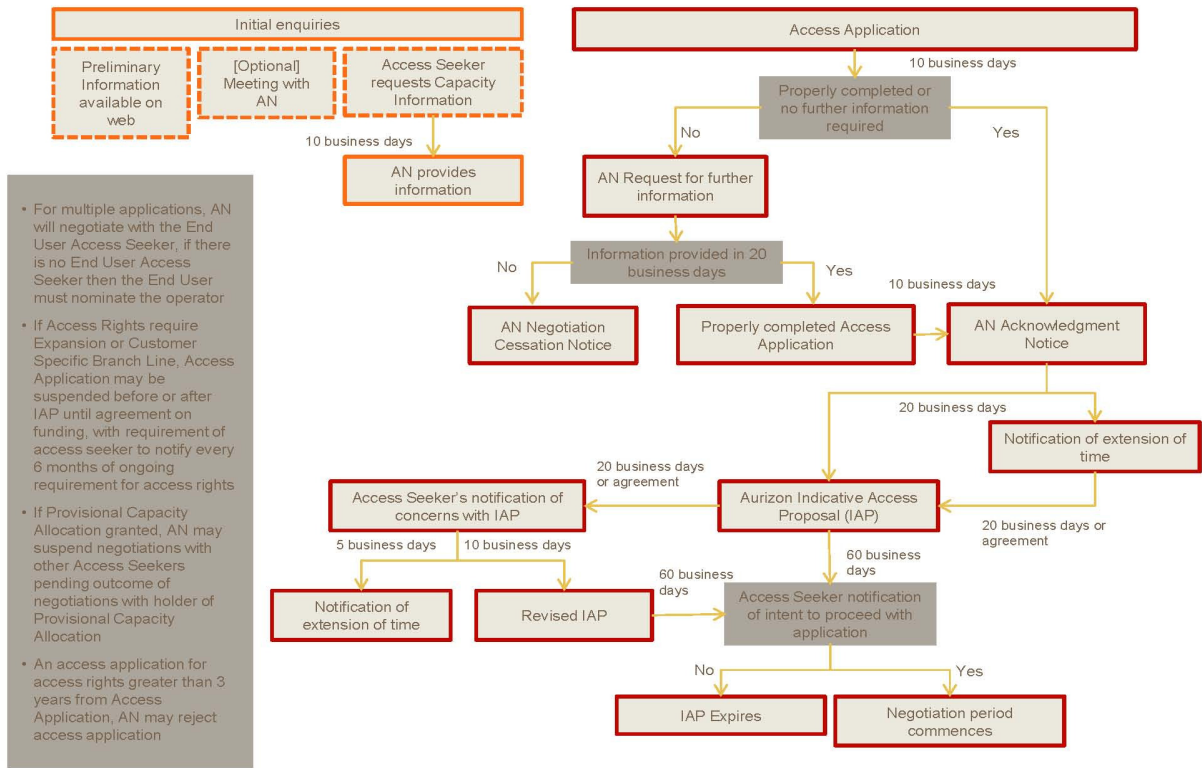 Initial enquiries
Preliminary
Information
available on
web
[Optional]
Meeting with
AN
Access Seeker
requests Capacity
Information
10 business days
AN provides
information
• For multiple applications, AN
will negotiate with the End
User Access Seeker, if there
is no End User Access
Seeker then the End User
must nominate the operator
• If Access Rights require
Expansion or Customer
Specific Branch Line, Access
Application may be
suspended before or after
IAP until agreement on
funding, with requirement of
access seeker to notify every
6 months of ongoing
requirement for access rights
• If Provisional Capacity
Allocation granted, AN may
suspend negotiations with
other Access Seekers
pending outcome of
negotiations with holder of
Provisional Capacity
Allocation
• An access application for
access rights greater than 3
years from Access
Application, AN may reject
access application
Access Application
10 business days
Properly completed or
no further information
required
No
Yes
AN Request for further
information
Information provided in 20
business days
No
Yes
10 business days
AN Negotiation
Cessation Notice
Properly completed Access
Application
AN Acknowledgment
Notice
20 business days
Notification of extension of
time
20 business days
or agreement
Access Seeker's notification of
concerns with IAP
Aurizon Indicative Access
Proposal (IAP)
20 business days or
agreement
5 business days
10 business days
60 business
days
60 business
days
Notification of
extension of time
Revised IAP
Access Seeker notification
of intent to proceed with
application
No
Yes
IAP Expires
Negotiation period
commences